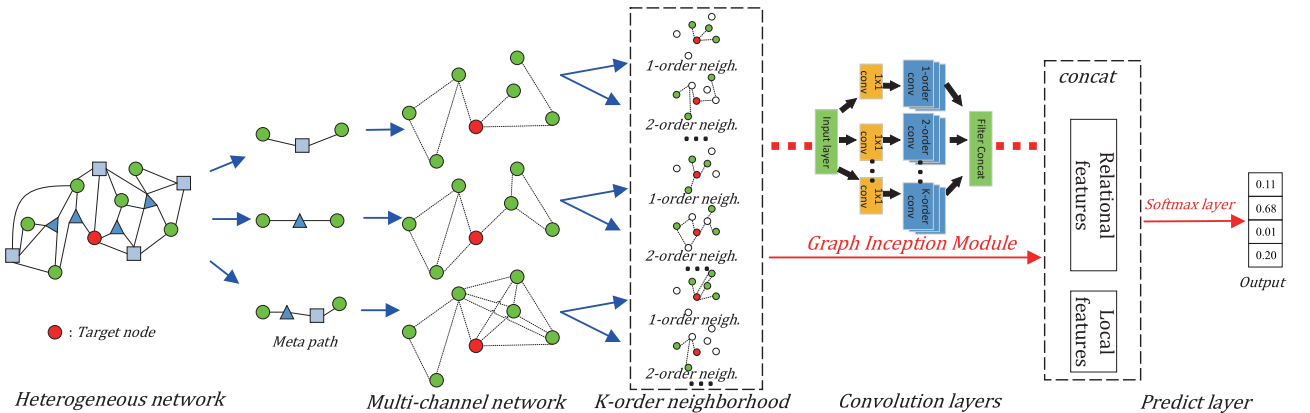 : Target node
Heterogeneous network
Meta path
Multi-channel network
1-order neigh.
2-order neigh.
1-order neigh.
2-order neigh.
1-order neigh.
2-order neigh.
K-order neighborhood
Input layer
1x1 conv
1x1 conv
1x1 conv
1-order conv
2-order conv
K-order conv
Filter Concat
Graph Inception Module
Convolution layers
concat
Relational features
Local features
Softmax layer
0.11
0.68
0.01
0.20
Output
Predict layer